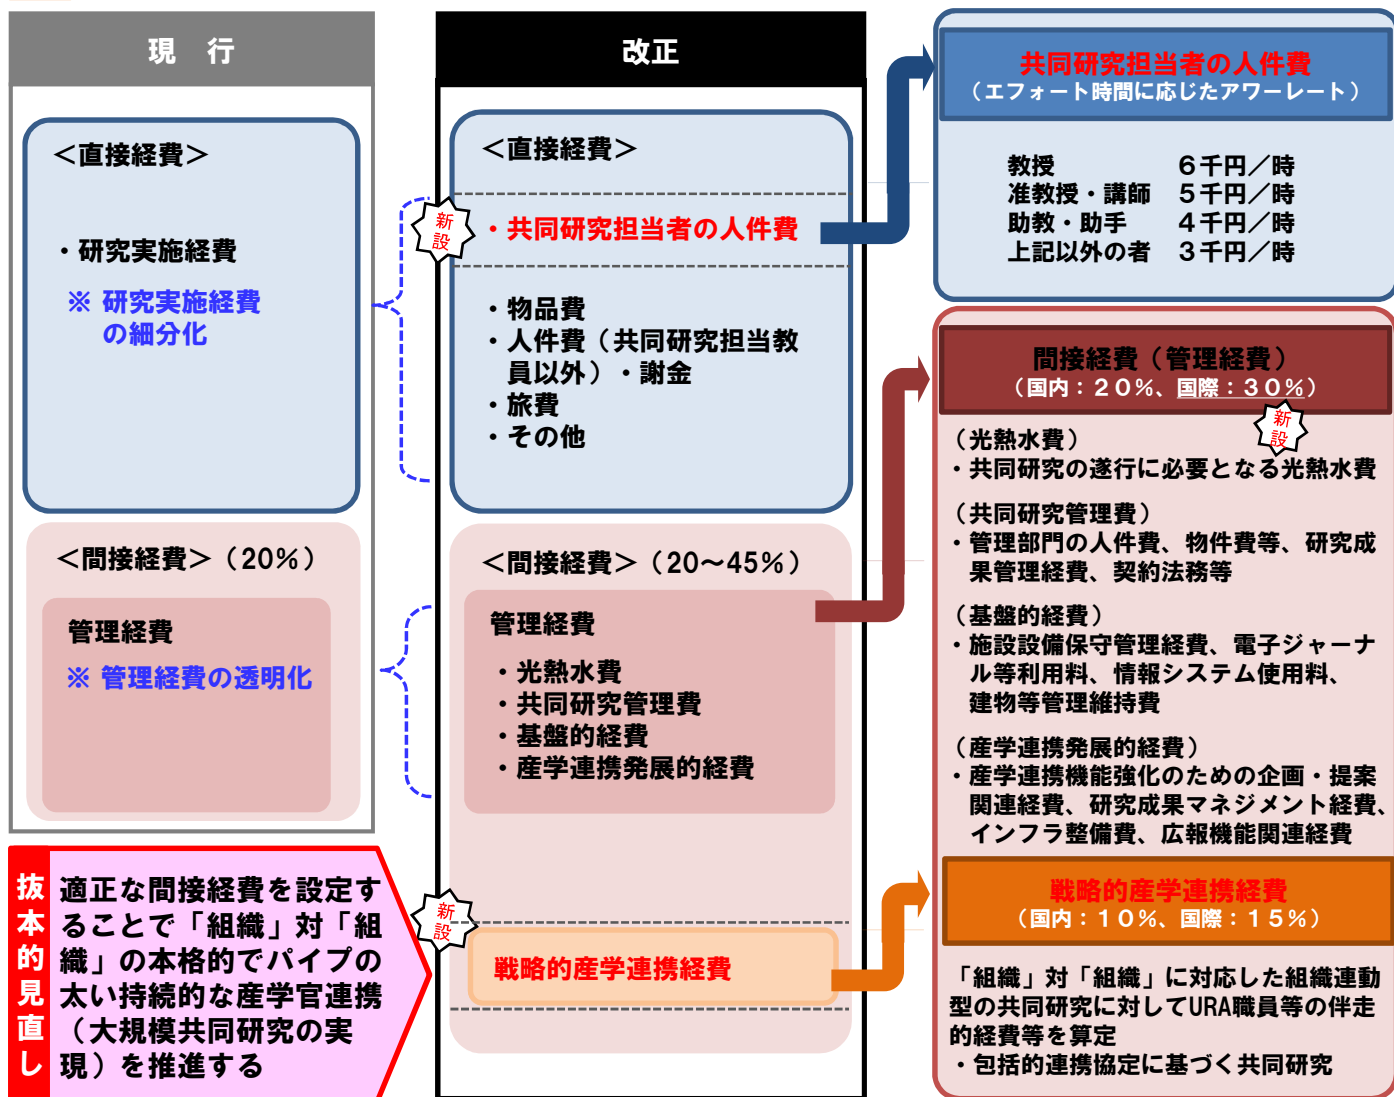 現　行
＜直接経費＞
・研究実施経費
※ 研究実施経費
の細分化
＜間接経費＞（20％）
管理経費
※ 管理経費の透明化
抜本的見直し
適正な間接経費を設定す
ることで「組織」対「組
織」の本格的でパイプの
太い持続的な産学官連携
（大規模共同研究の実
現）を推進する
改正
＜直接経費＞
新設
・共同研究担当者の人件費
・物品費
・人件費（共同研究担当教
員以外）・謝金
・旅費
・その他
＜間接経費＞（20～45％）
管理経費
・光熱水費
・共同研究管理費
・基盤的経費
・産学連携発展的経費
新設
戦略的産学連携経費
共同研究担当者の人件費
（エフォート時間に応じたアワーレート）
教授　６千円／時
准教授・講師　５千円／時
助教・助手　４千円／時
上記以外の者　３千円／時
間接経費（管理経費）
（国内：２０％、国際：３０％）
新設
（光熱水費）
・共同研究の遂行に必要となる光熱水費
（共同研究管理費）
・管理部門の人件費、物件費等、研究成
果管理経費、契約法務等
（基盤的経費）
・施設設備保守管理経費、電子ジャーナ
ル等利用料、情報システム使用料、
建物等管理維持費
（産学連携発展的経費）
・産学連携機能強化のための企画・提案
関連経費、研究成果マネジメント経費、
インフラ整備費、広報機能関連経費
戦略的産学連携経費
（国内：１０％、国際：１５％）
「組織」対「組織」に対応した組織連動
型の共同研究に対してURA職員等の伴走
的経費等を算定
・包括的連携協定に基づく共同研究